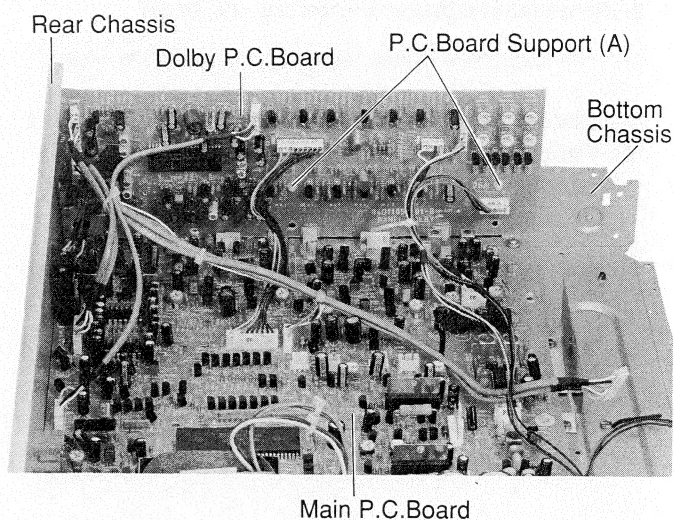 Rear Chassis
Dolby P.C.Board
P.C.Board Support (A)
Bottom
Chassis
Main P.C.Board